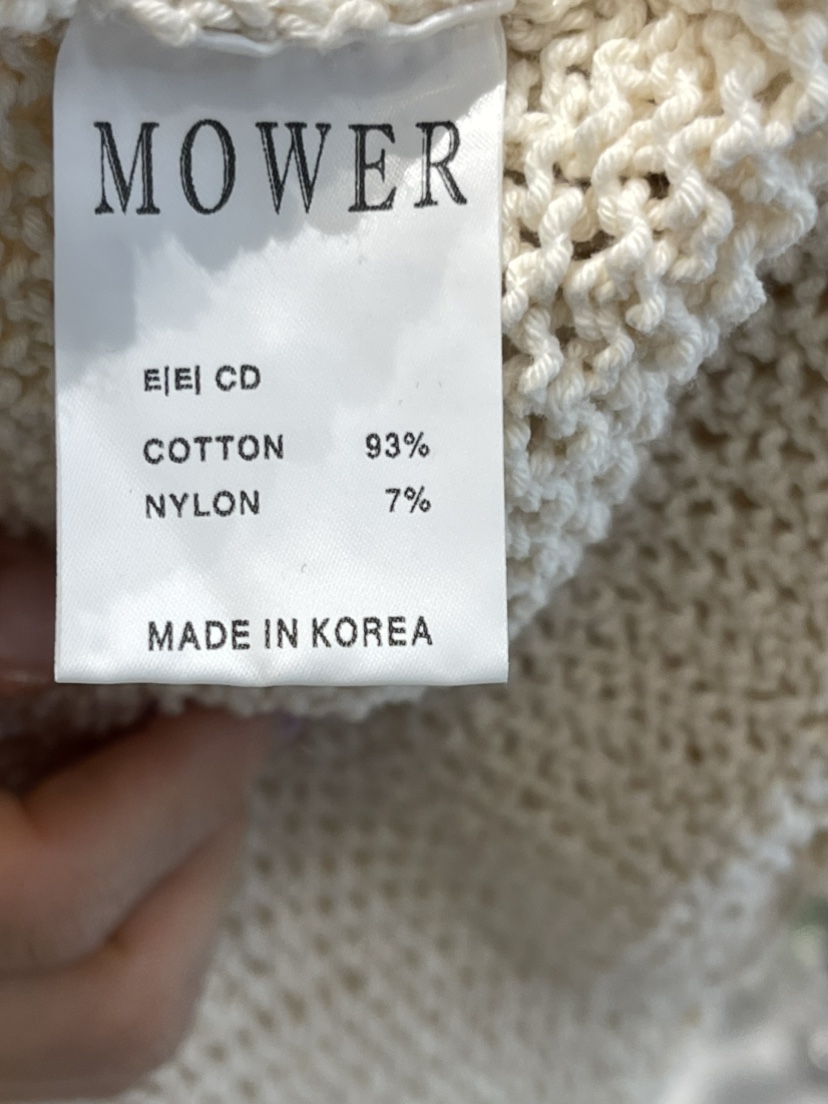 MOWER
E|E| CD
COTTON 93%
NYLON 7%
MADE IN KOREA